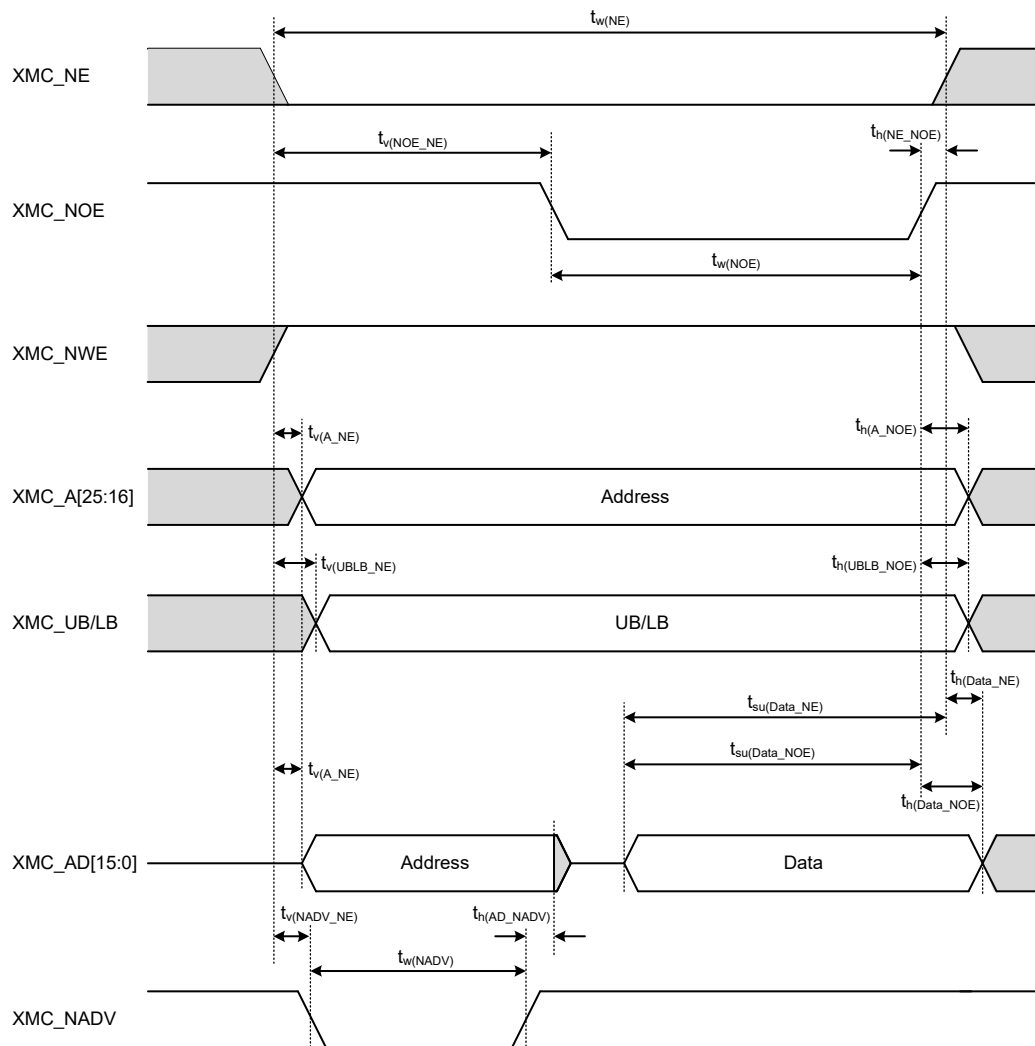 tw(NE)
XMC_NE
tv(NOE_NE)
th(NE_NOE)
XMC_NOE
tw(NOE)
XMC_NWE
tv(A_NE)
th(A_NOE)
XMC_A[25:16]
Address
tv(UBLB_NE)
th(UBLB_NOE)
XMC_UB/LB
UB/LB
th(Data_NE)
tsu(Data_NE)
tsu(Data_NOE)
tv(A_NE)
th(Data_NOE)
XMC_AD[15:0]
Address
Data
tv(NADV_NE)
th(AD_NADV)
tw(NADV)
XMC_NADV